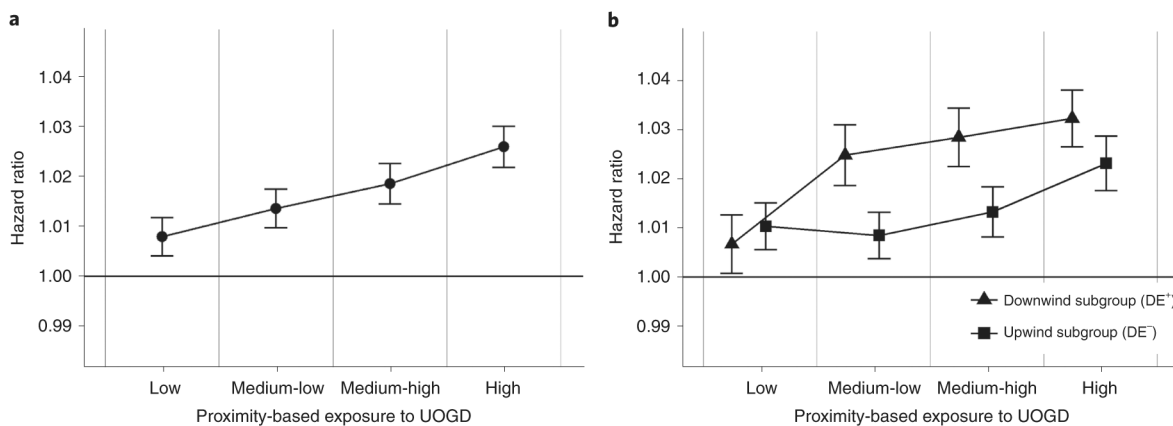 a
1.04
1.03
1.02
1.01
1.00
0.99
Hazard ratio
Low Medium-low Medium-high High
Proximity-based exposure to UOGD
b
1.04
1.03
1.02
1.01
1.00
0.99
Hazard ratio
Downwind subgroup (DE⁺)
Upwind subgroup (DE⁻)
Low Medium-low Medium-high High
Proximity-based exposure to UOGD